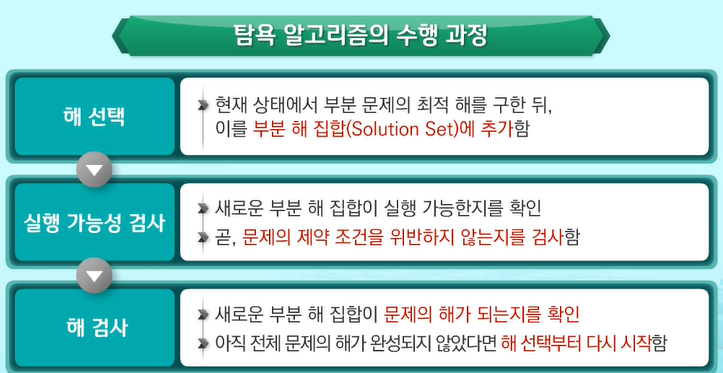 탐욕 알고리즘의 수행 과정
해 선택
현재 상태에서 부분 문제의 최적 해를 구한 뒤,
이를 부분 해 집합(Solution Set)에 추가함
실행 가능성 검사
새로운 부분 해 집합이 실행 가능한지를 확인
곧, 문제의 제약 조건을 위반하지 않는지를 검사함
해 검사
새로운 부분 해 집합이 문제의 해가 되는지를 확인
아직 전체 문제의 해가 완성되지 않았다면 해 선택부터 다시 시작함